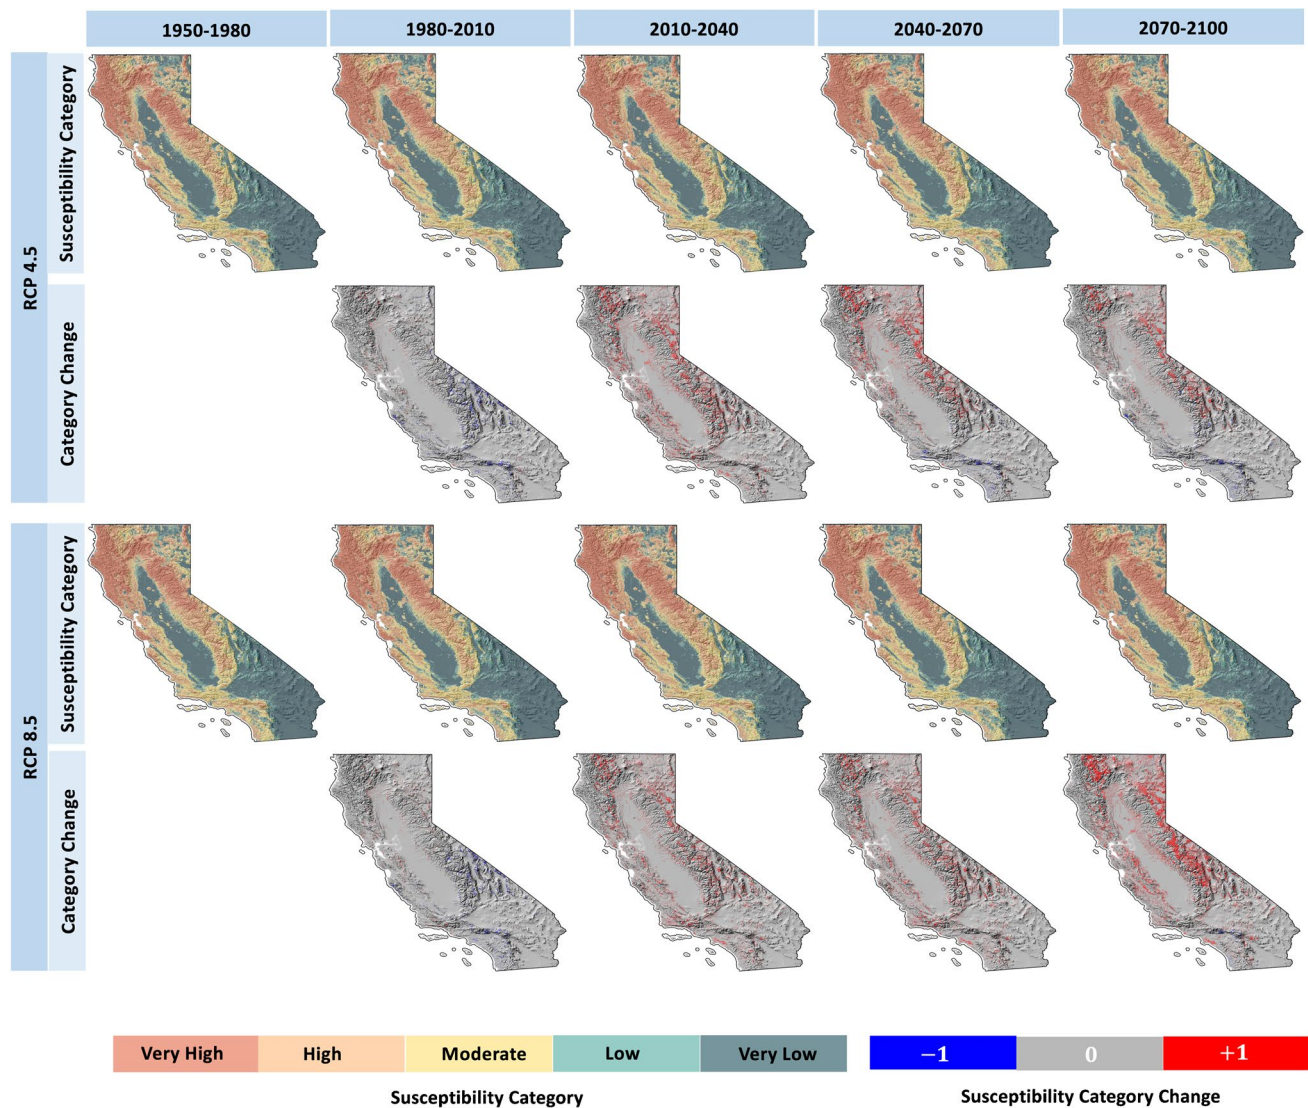 1950-1980
1980-2010
2010-2040
2040-2070
2070-2100
RCP 4.5
Susceptibility Category
Category Change
RCP 8.5
Susceptibility Category
Category Change
Very High
High
Moderate
Low
Very Low
−1
0
+1
Susceptibility Category
Susceptibility Category Change